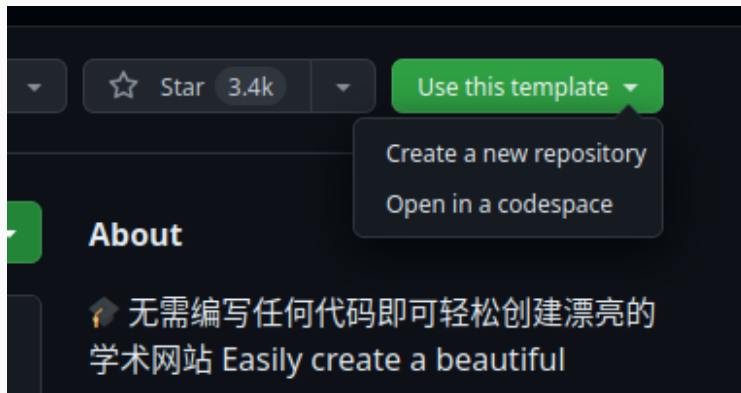 Star 3.4k
Use this template
Create a new repository
Open in a codespace
About
🎓 无需编写任何代码即可轻松创建漂亮的
学术网站 Easily create a beautiful